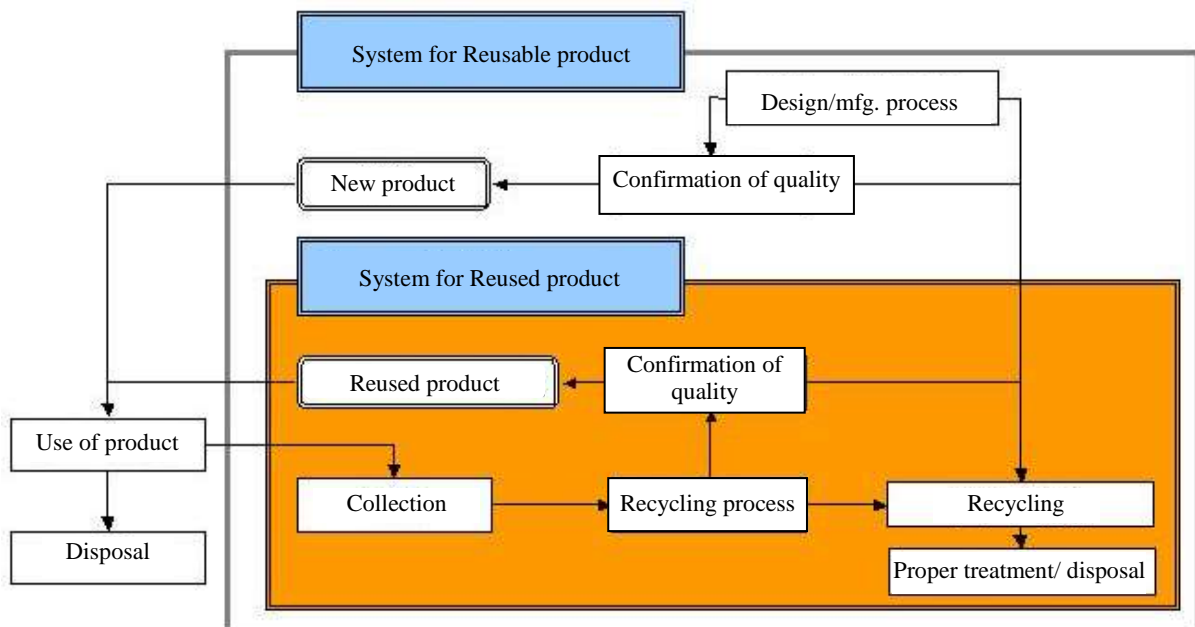 System for Reusable product
Design/mfg. process
New product
Confirmation of quality
System for Reused product
Reused product
Confirmation of
quality
Use of product
Collection
Recycling process
Recycling
Disposal
Proper treatment/ disposal